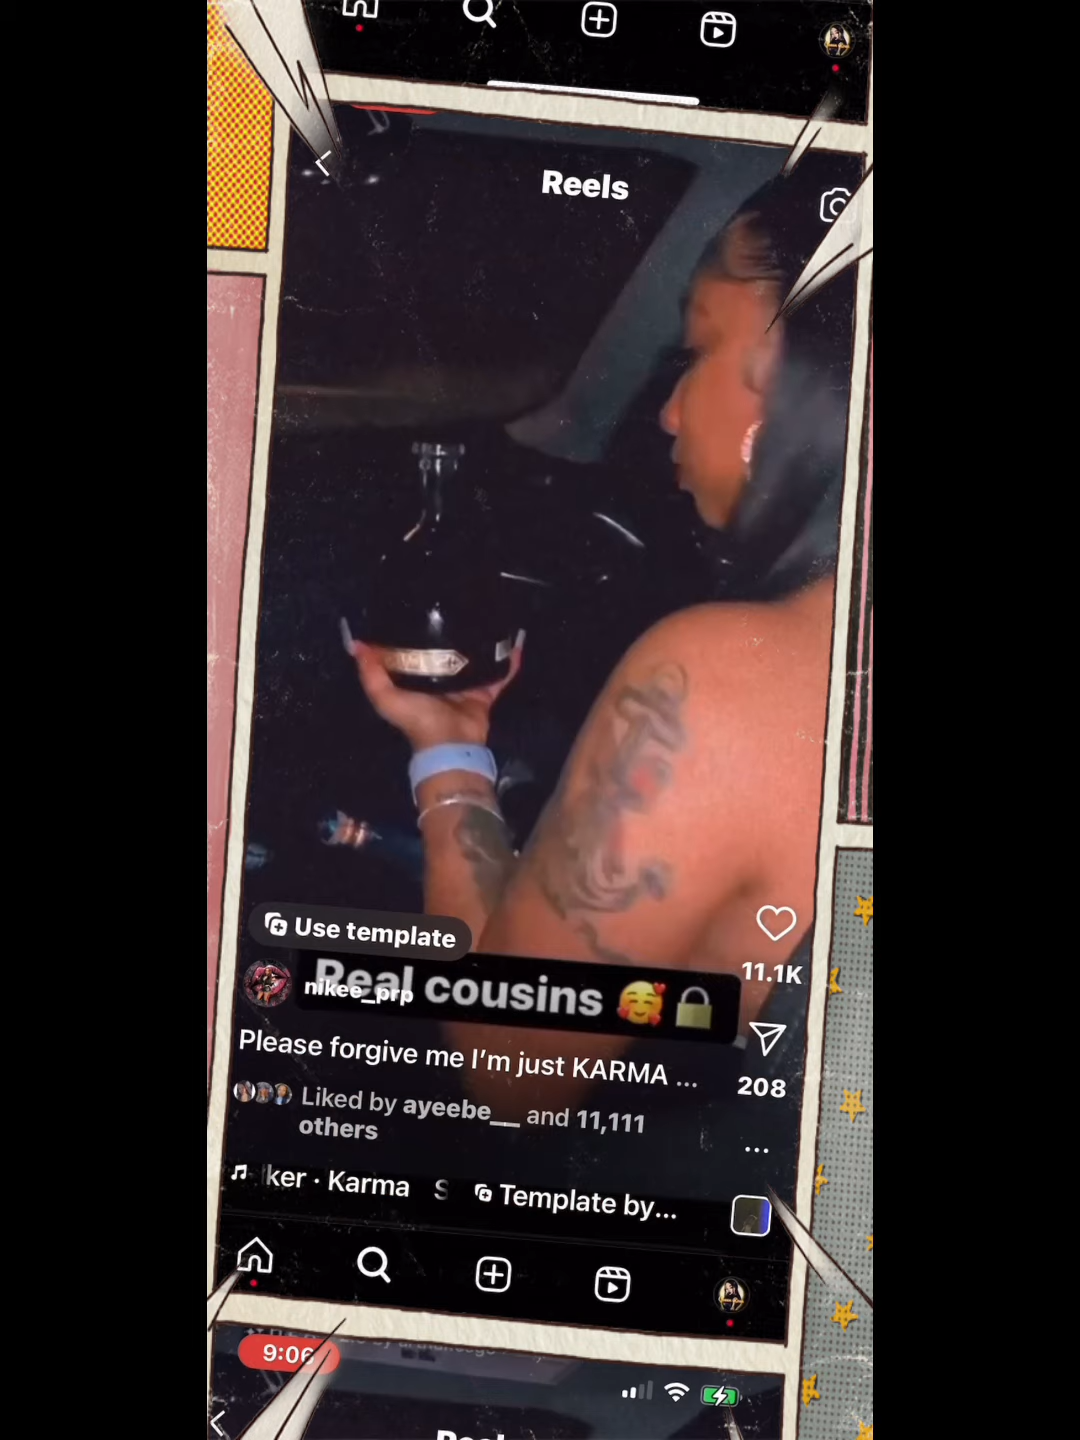 Reels
Use template
Real cousins 🥰🔒
nikee_prp
Please forgive me I’m just KARMA ...
11.1K
208
Liked by ayeebe__ and 11,111
others
ker · Karma S
Template by...
9:06